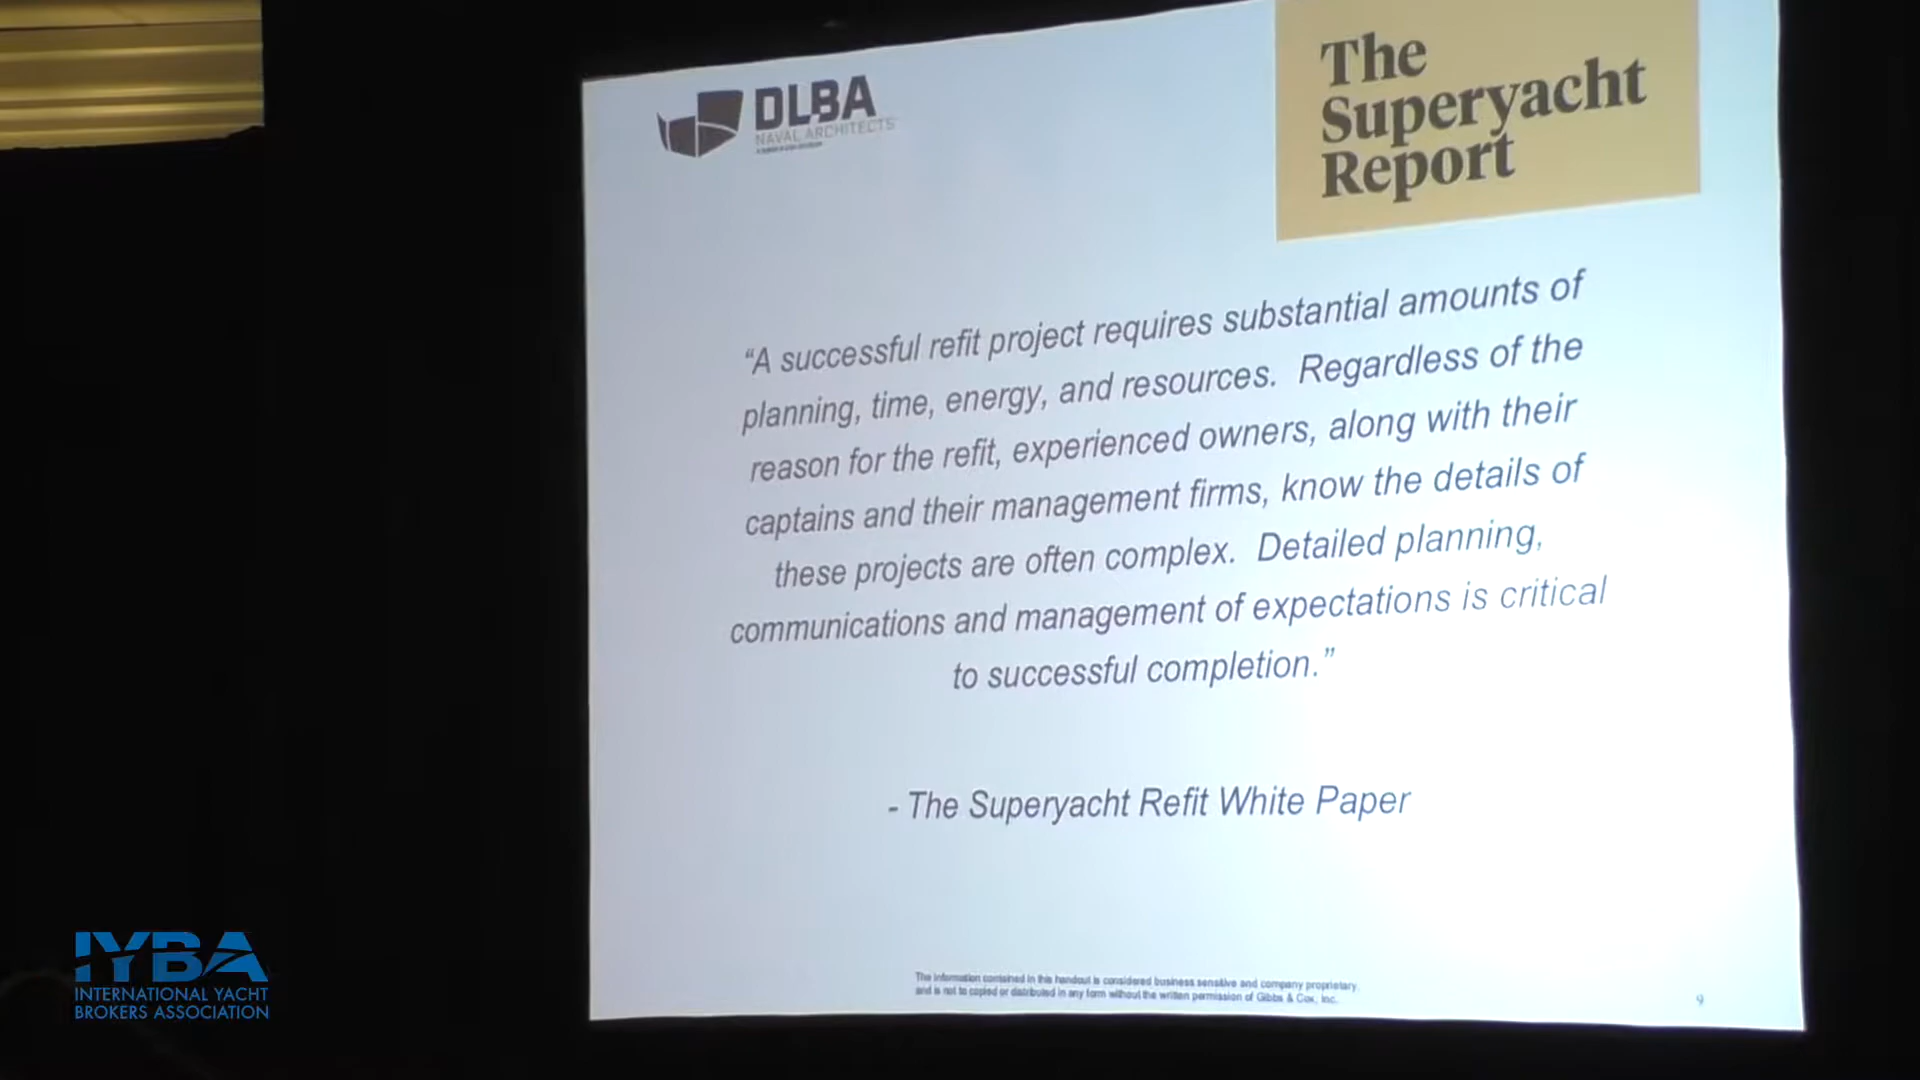 DLBA
NAVAL ARCHITECTS
The
Superyacht
Report
“A successful refit project requires substantial amounts of
planning, time, energy, and resources. Regardless of the
reason for the refit, experienced owners, along with their
captains and their management firms, know the details of
these projects are often complex. Detailed planning,
communications and management of expectations is critical
to successful completion.”
- The Superyacht Refit White Paper
The information contained in this handout is considered business sensitive and company proprietary
and is not to copied or distributed in any form without the written permission of Gibbs & Cox, Inc.
9
IYBA
INTERNATIONAL YACHT
BROKERS ASSOCIATION